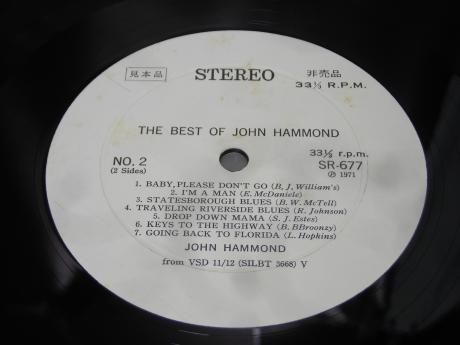 見本品 STEREO 非売品
33⅓ R.P.M.
THE BEST OF JOHN HAMMOND
NO. 2 33⅓ r.p.m.
(2 Sides) SR-677
Ⓟ 1971
1. BABY, PLEASE DON'T GO (B, J, William's)
2. I'M A MAN (E. McDaniele)
3. STATESBOROUGH BLUES (B. W. McTell)
4. TRAVELING RIVERSIDE BLUES (R. Johnson)
5. DROP DOWN MAMA (S. J. Estes)
6. KEYS TO THE HIGHWAY (B. BBroonzy)
7. GOING BACK TO FLORIDA (L. Hopkins)
JOHN HAMMOND
from VSD 11/12 (SILBT 3668) V